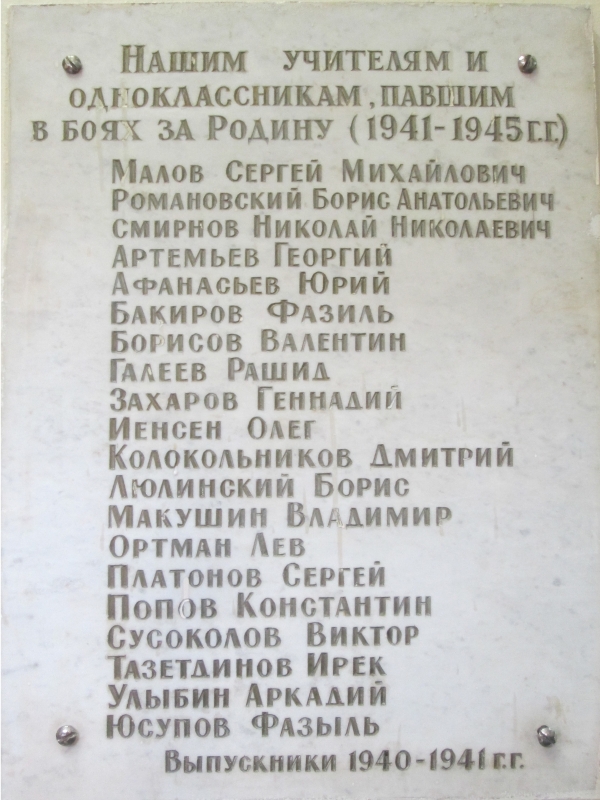 Нашим учителям и
одноклассникам, павшим
в боях за Родину (1941-1945 г.г.)
Малов Сергей Михайлович
Романовский Борис Анатольевич
Смирнов Николай Николаевич
Артемьев Георгий
Афанасьев Юрий
Бакиров Фазиль
Борисов Валентин
Галеев Рашид
Захаров Геннадий
Иенсен Олег
Колокольников Дмитрий
Люлинский Борис
Макушин Владимир
Ортман Лев
Платонов Сергей
Попов Константин
Сусоколов Виктор
Тазетдинов Ирек
Улыбин Аркадий
Юсупов Фазыль
Выпускники 1940-1941 г.г.